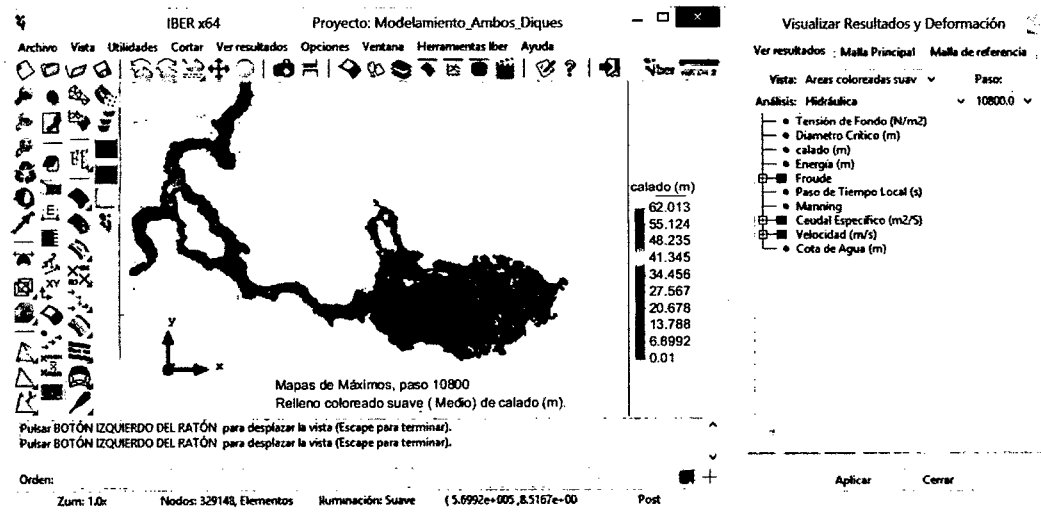 IBER x64 Proyecto: Modelamiento_Ambos_Diques
Archivo Vista Utilidades Cortar Ver resultados Opciones Ventana Herramientas Iber Ayuda
Iber
calado (m)
62.013
55.124
48.235
41.345
34.456
27.567
20.678
13.788
6.8992
0.01
y
x
Mapas de Máximos, paso 10800
Relleno coloreado suave ( Medio) de calado (m).
Pulsar BOTÓN IZQUIERDO DEL RATÓN para desplazar la vista (Escape para terminar).
Pulsar BOTÓN IZQUIERDO DEL RATÓN para desplazar la vista (Escape para terminar).
Orden:
Zum: 1.0x Nodos: 329148, Elementos Iluminación: Suave ( 5.6992e+005 ,8.5167e+00 Post
Visualizar Resultados y Deformación
Ver resultados Malla Principal Malla de referencia
Vista: Areas coloreadas suav Paso:
Análisis: Hidráulica 10800.0
Tensión de Fondo (N/m2)
Diametro Crítico (m)
calado (m)
Energía (m)
Froude
Paso de Tiempo Local (s)
Manning
Caudal Especifico (m2/S)
Velocidad (m/s)
Cota de Agua (m)
Aplicar Cerrar